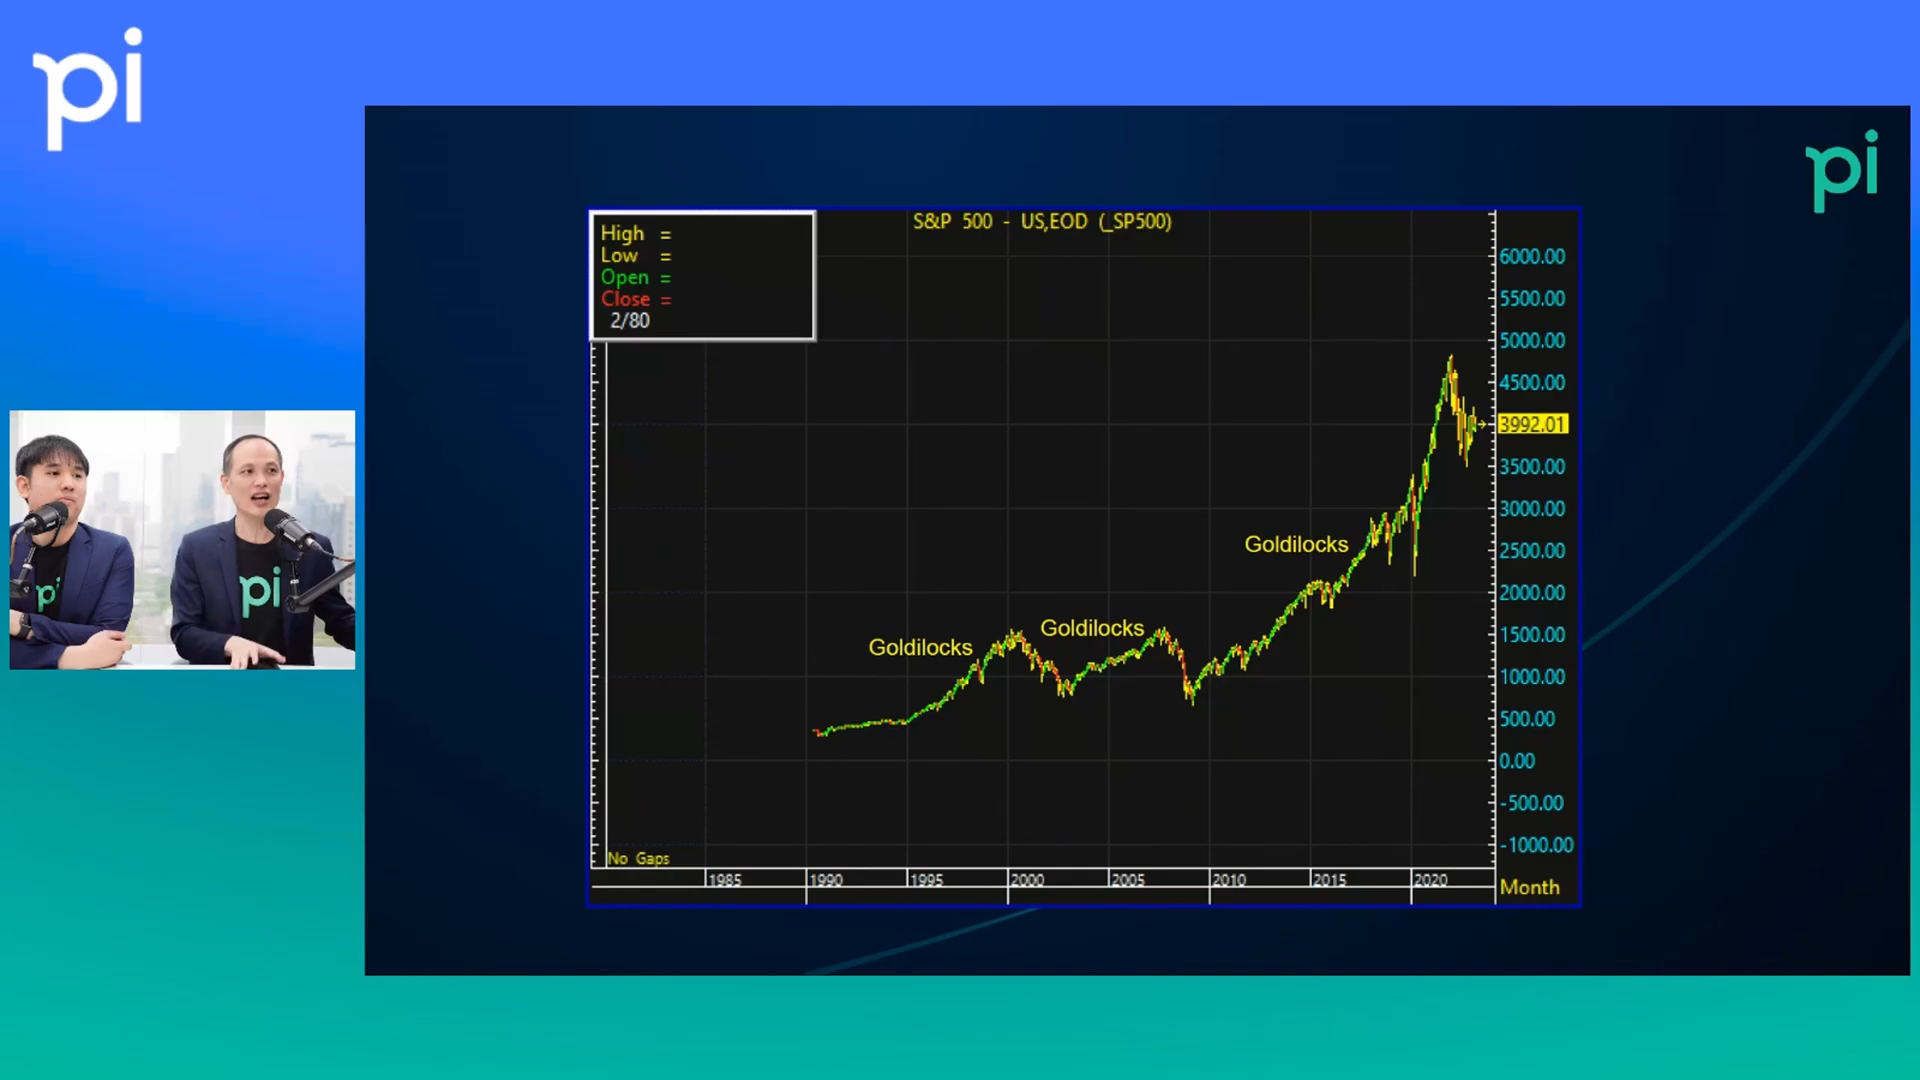 pi
pi
S&P 500 - US,EOD (_SP500)
High =
Low =
Open =
Close =
2/80
6000.00
5500.00
5000.00
4500.00
3992.01
3500.00
3000.00
2500.00
2000.00
1500.00
1000.00
500.00
0.00
-500.00
-1000.00
Goldilocks
Goldilocks
Goldilocks
pi
pi
No Gaps
1985
1990
1995
2000
2005
2010
2015
2020
Month